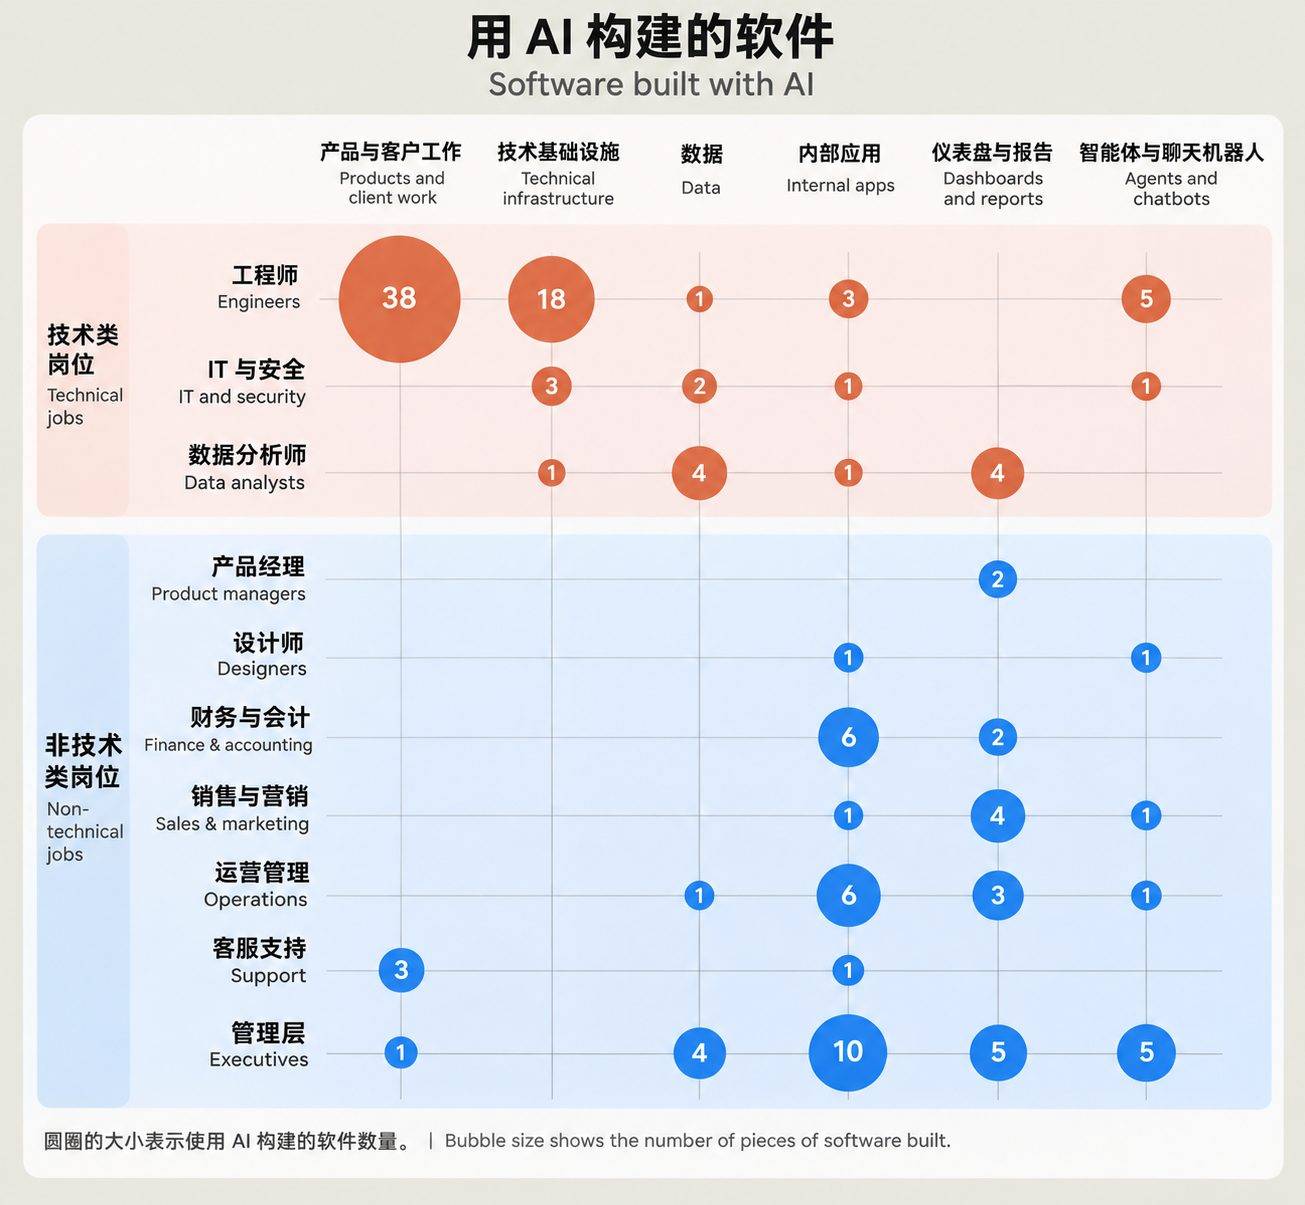 用 AI 构建的软件
Software built with AI
产品与客户工作
Products and
client work
技术基础设施
Technical
infrastructure
数据
Data
内部应用
Internal apps
仪表盘与报告
Dashboards
and reports
智能体与聊天机器人
Agents and
chatbots
技术类
岗位
Technical
jobs
工程师
Engineers
38 18 1 3 5
IT 与安全
IT and security
3 2 1 1
数据分析师
Data analysts
1 4 1 4
非技术
类岗位
Non-
technical
jobs
产品经理
Product managers
2
设计师
Designers
1 1
财务与会计
Finance & accounting
6 2
销售与营销
Sales & marketing
1 4 1
运营管理
Operations
1 6 3 1
客服支持
Support
3 1
管理层
Executives
1 4 10 5 5
圆圈的大小表示使用 AI 构建的软件数量。 | Bubble size shows the number of pieces of software built.